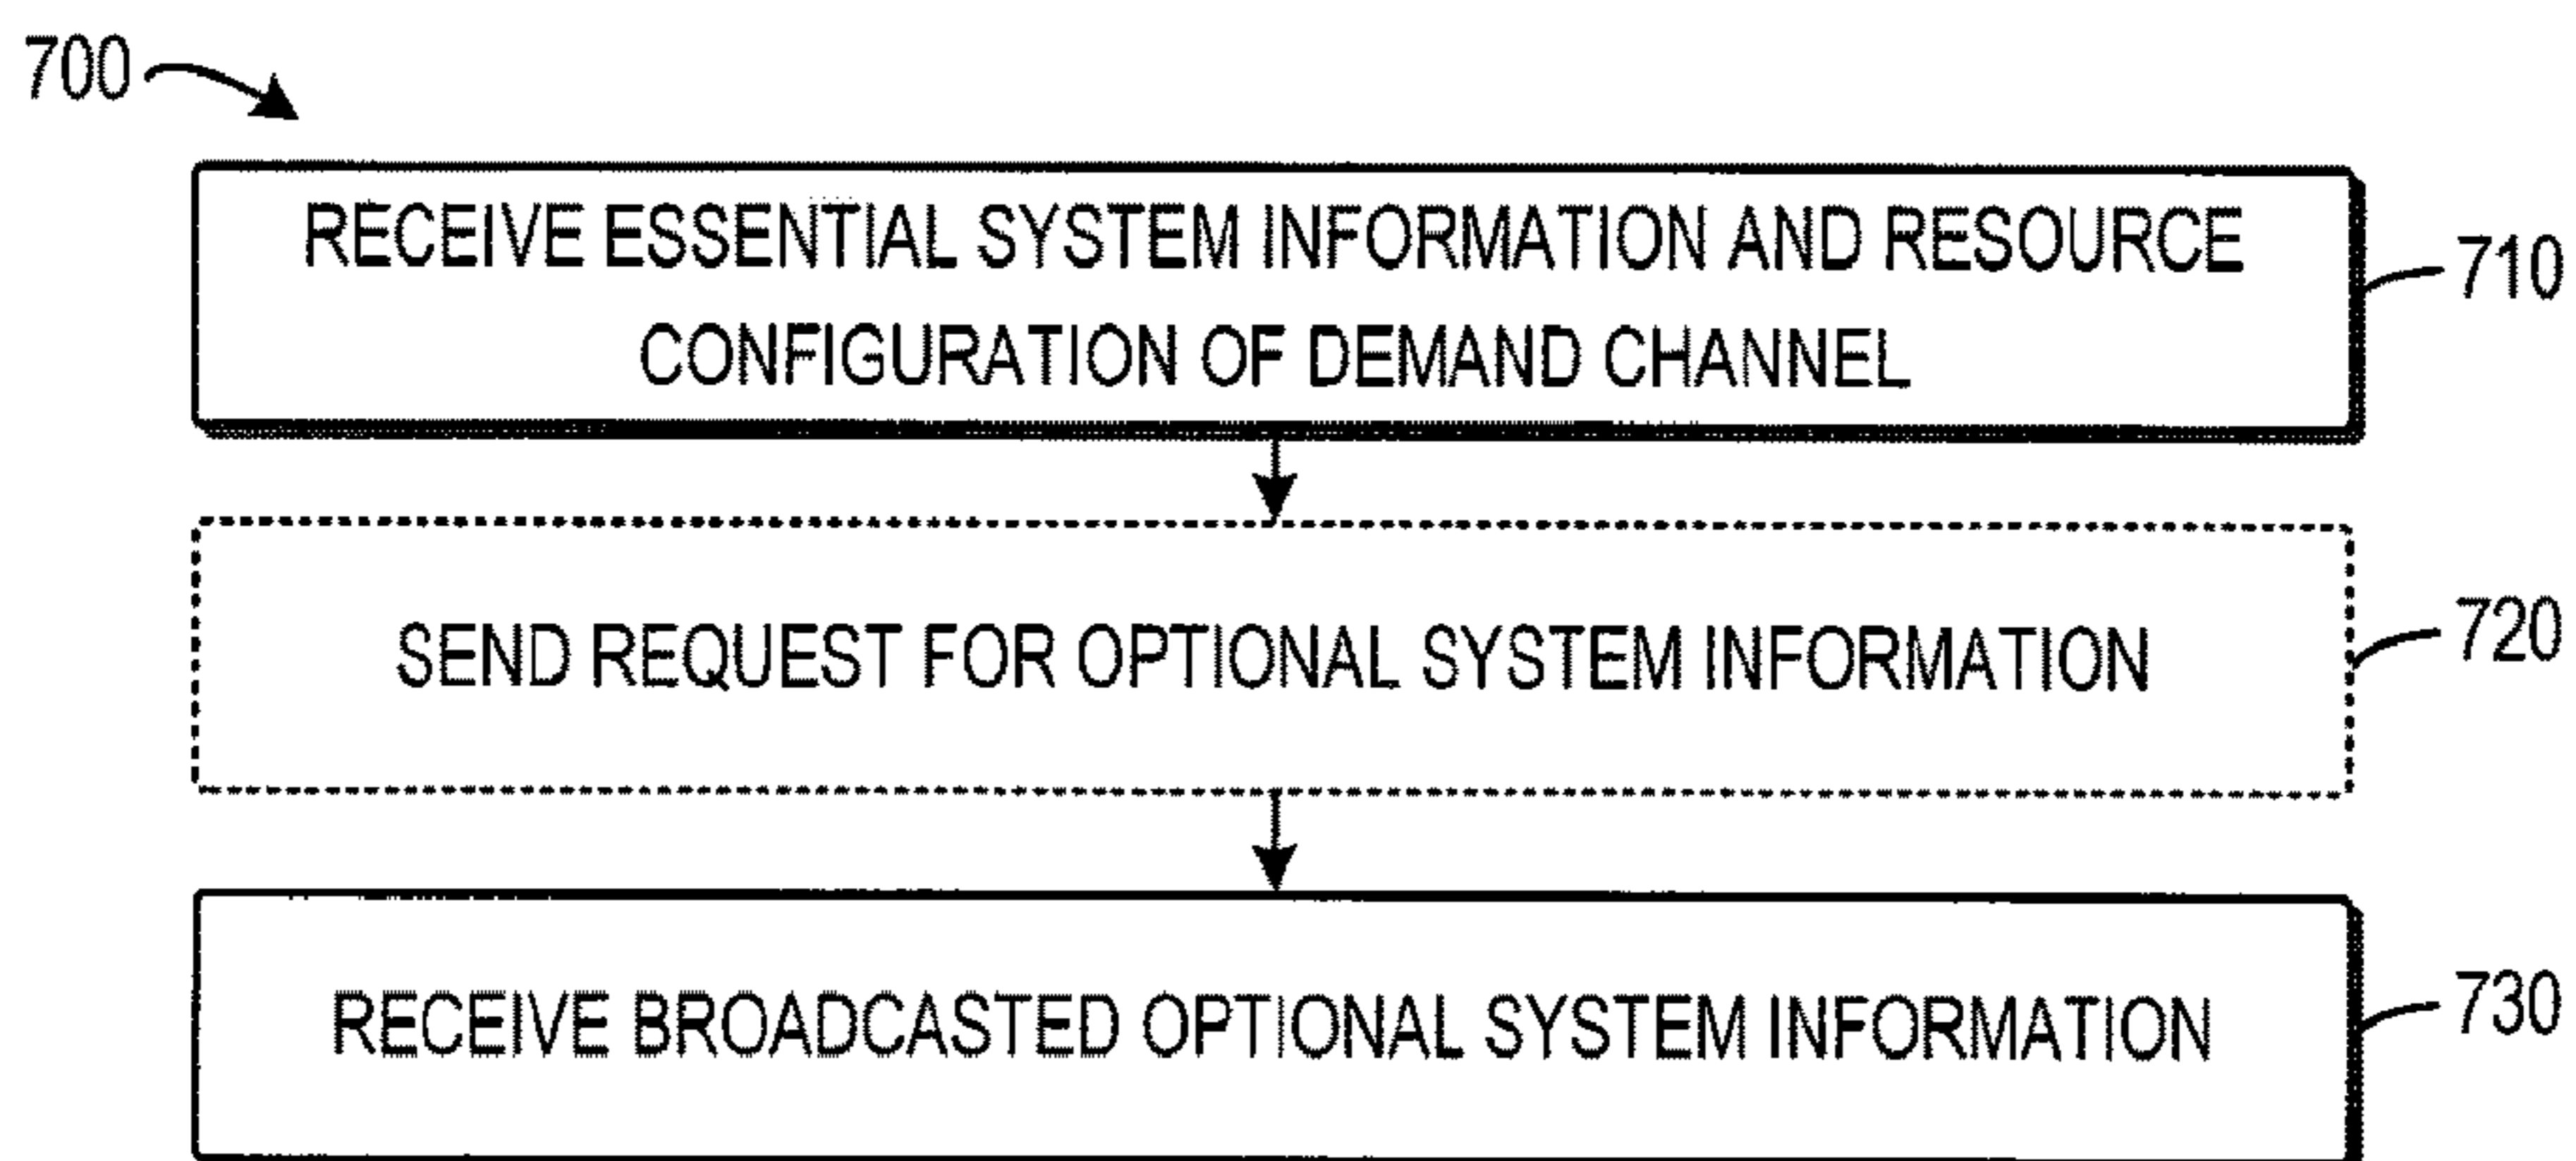 700
RECEIVE ESSENTIAL SYSTEM INFORMATION AND RESOURCE
CONFIGURATION OF DEMAND CHANNEL
710
SEND REQUEST FOR OPTIONAL SYSTEM INFORMATION
720
RECEIVE BROADCASTED OPTIONAL SYSTEM INFORMATION
730